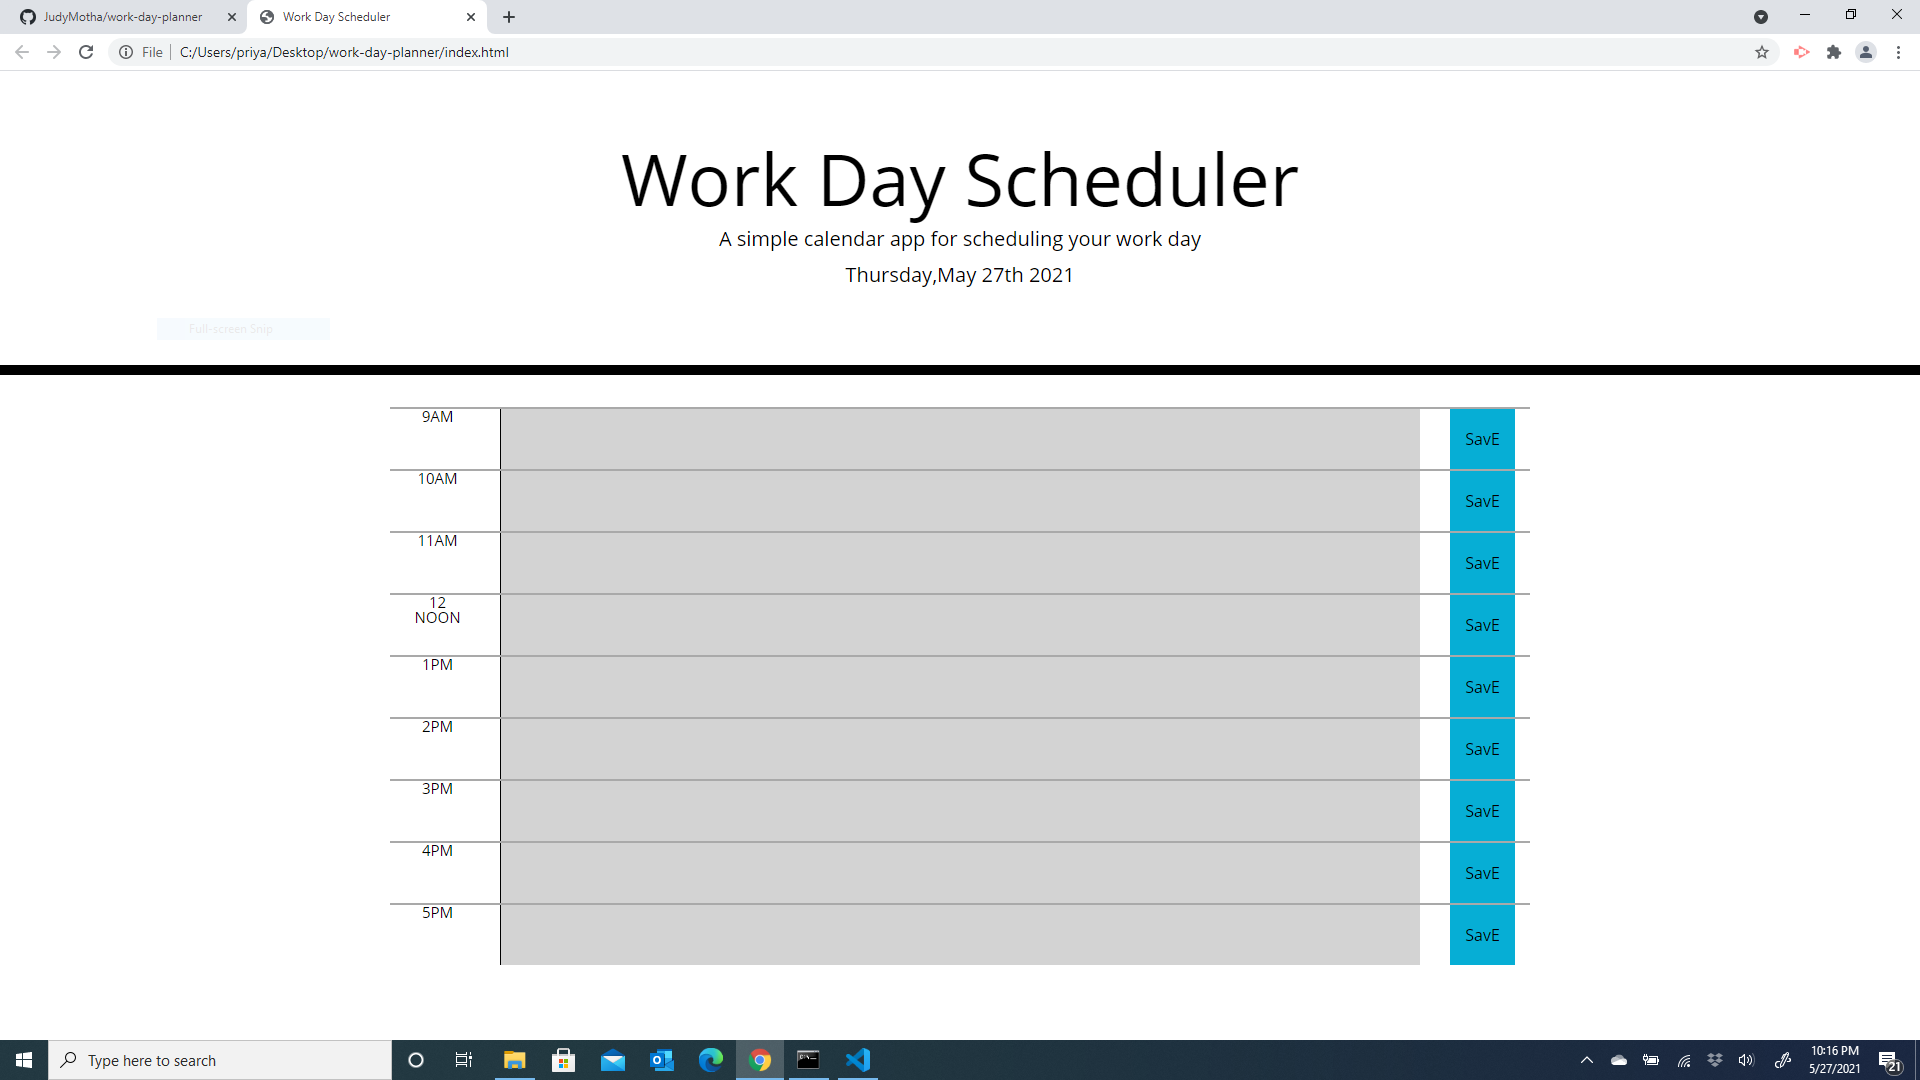 JudyMotha/work-day-planner
Work Day Scheduler
File
C:/Users/priya/Desktop/work-day-planner/index.html
Work Day Scheduler
A simple calendar app for scheduling your work day
Thursday,May 27th 2021
Full-screen Snip
9AM
SavE
10AM
SavE
11AM
SavE
12
NOON
SavE
1PM
SavE
2PM
SavE
3PM
SavE
4PM
SavE
5PM
SavE
Type here to search
10:16 PM
5/27/2021
21